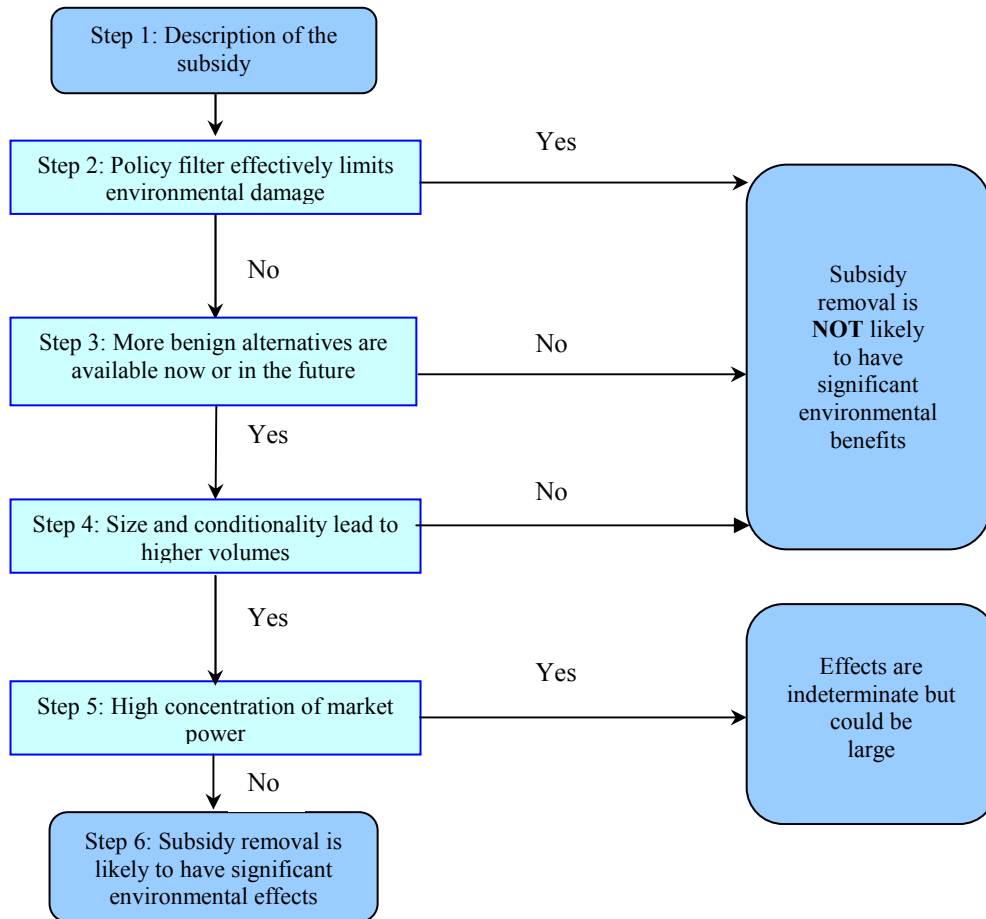 Step 1: Description of the
subsidy
Yes
Step 2: Policy filter effectively limits
environmental damage
No
Subsidy
removal is
NOT likely
to have
significant
environmental
benefits
Step 3: More benign alternatives are
available now or in the future
No
Yes
No
Step 4: Size and conditionality lead to
higher volumes
Yes
Yes
Step 5: High concentration of market
power
Effects are
indeterminate but
could be
large
No
Step 6: Subsidy removal is
likely to have significant
environmental effects